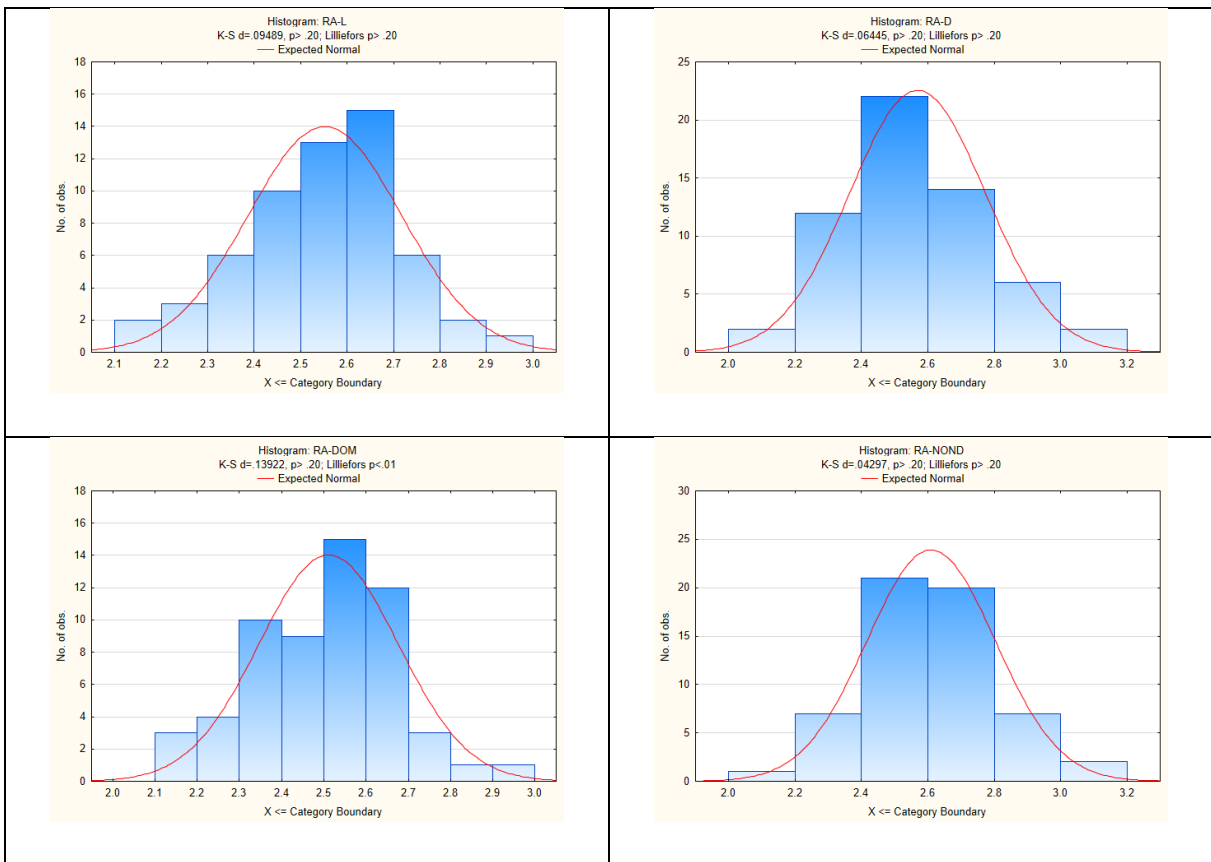 Histogram: RA-L
K-S d=.09489, p> .20; Lilliefors p> .20
Expected Normal
18
16
14
12
10
8
6
4
2
0
No. of obs.
2.1 2.2 2.3 2.4 2.5 2.6 2.7 2.8 2.9 3.0
X <= Category Boundary
Histogram: RA-D
K-S d=.06445, p> .20; Lilliefors p> .20
Expected Normal
25
20
15
10
5
0
No. of obs.
2.0 2.2 2.4 2.6 2.8 3.0 3.2
X <= Category Boundary
Histogram: RA-DOM
K-S d=.13922, p> .20; Lilliefors p<.01
Expected Normal
18
16
14
12
10
8
6
4
2
0
No. of obs.
2.0 2.1 2.2 2.3 2.4 2.5 2.6 2.7 2.8 2.9 3.0
X <= Category Boundary
Histogram: RA-NOND
K-S d=.04297, p> .20; Lilliefors p> .20
Expected Normal
30
25
20
15
10
5
0
No. of obs.
2.0 2.2 2.4 2.6 2.8 3.0 3.2
X <= Category Boundary